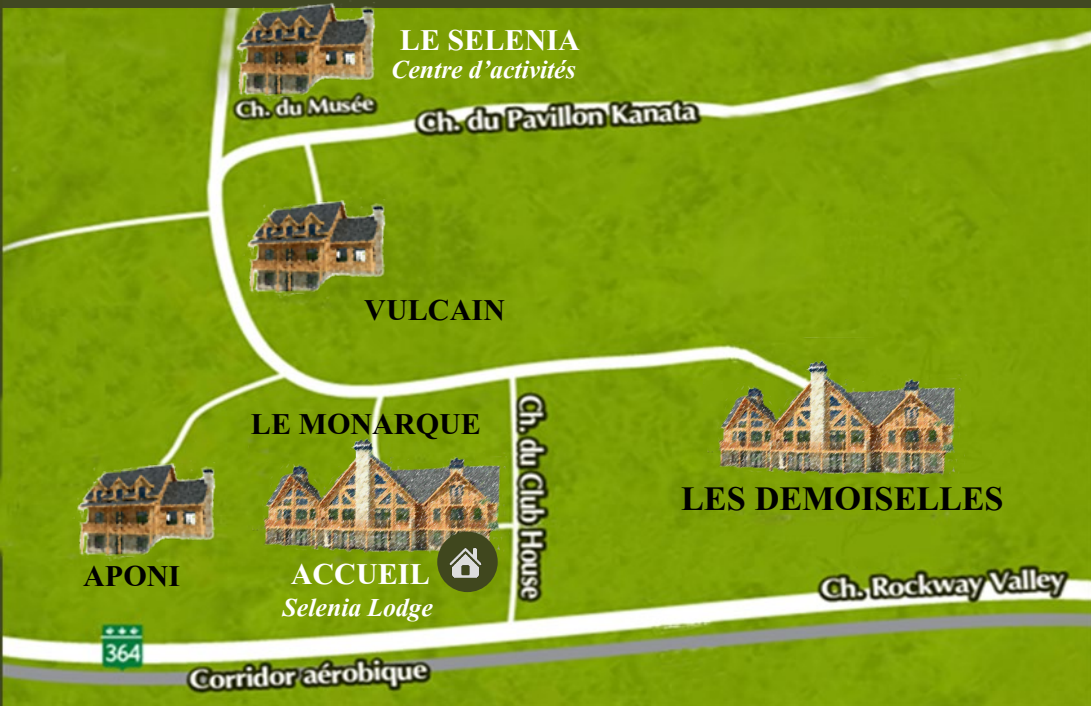 LE SELENIA
Centre d'activités
Ch. du Musée
Ch. du Pavillon Kanata
VULCAIN
LE MONARQUE
Ch. du Club House
LES DEMOISELLES
APONI
ACCUEIL
Selenia Lodge
Ch. Rockway Valley
364
Corridor aérobique